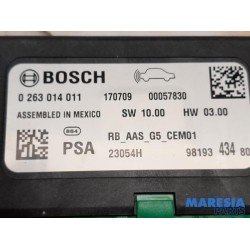 BOSCH
0 263 014 011 170709 00057830
ASSEMBLED IN MEXICO SW 10.00 HW 03.00
864 RB_AAS_G5_CEM01
PSA 23054H 98193 434 80
MARESIA